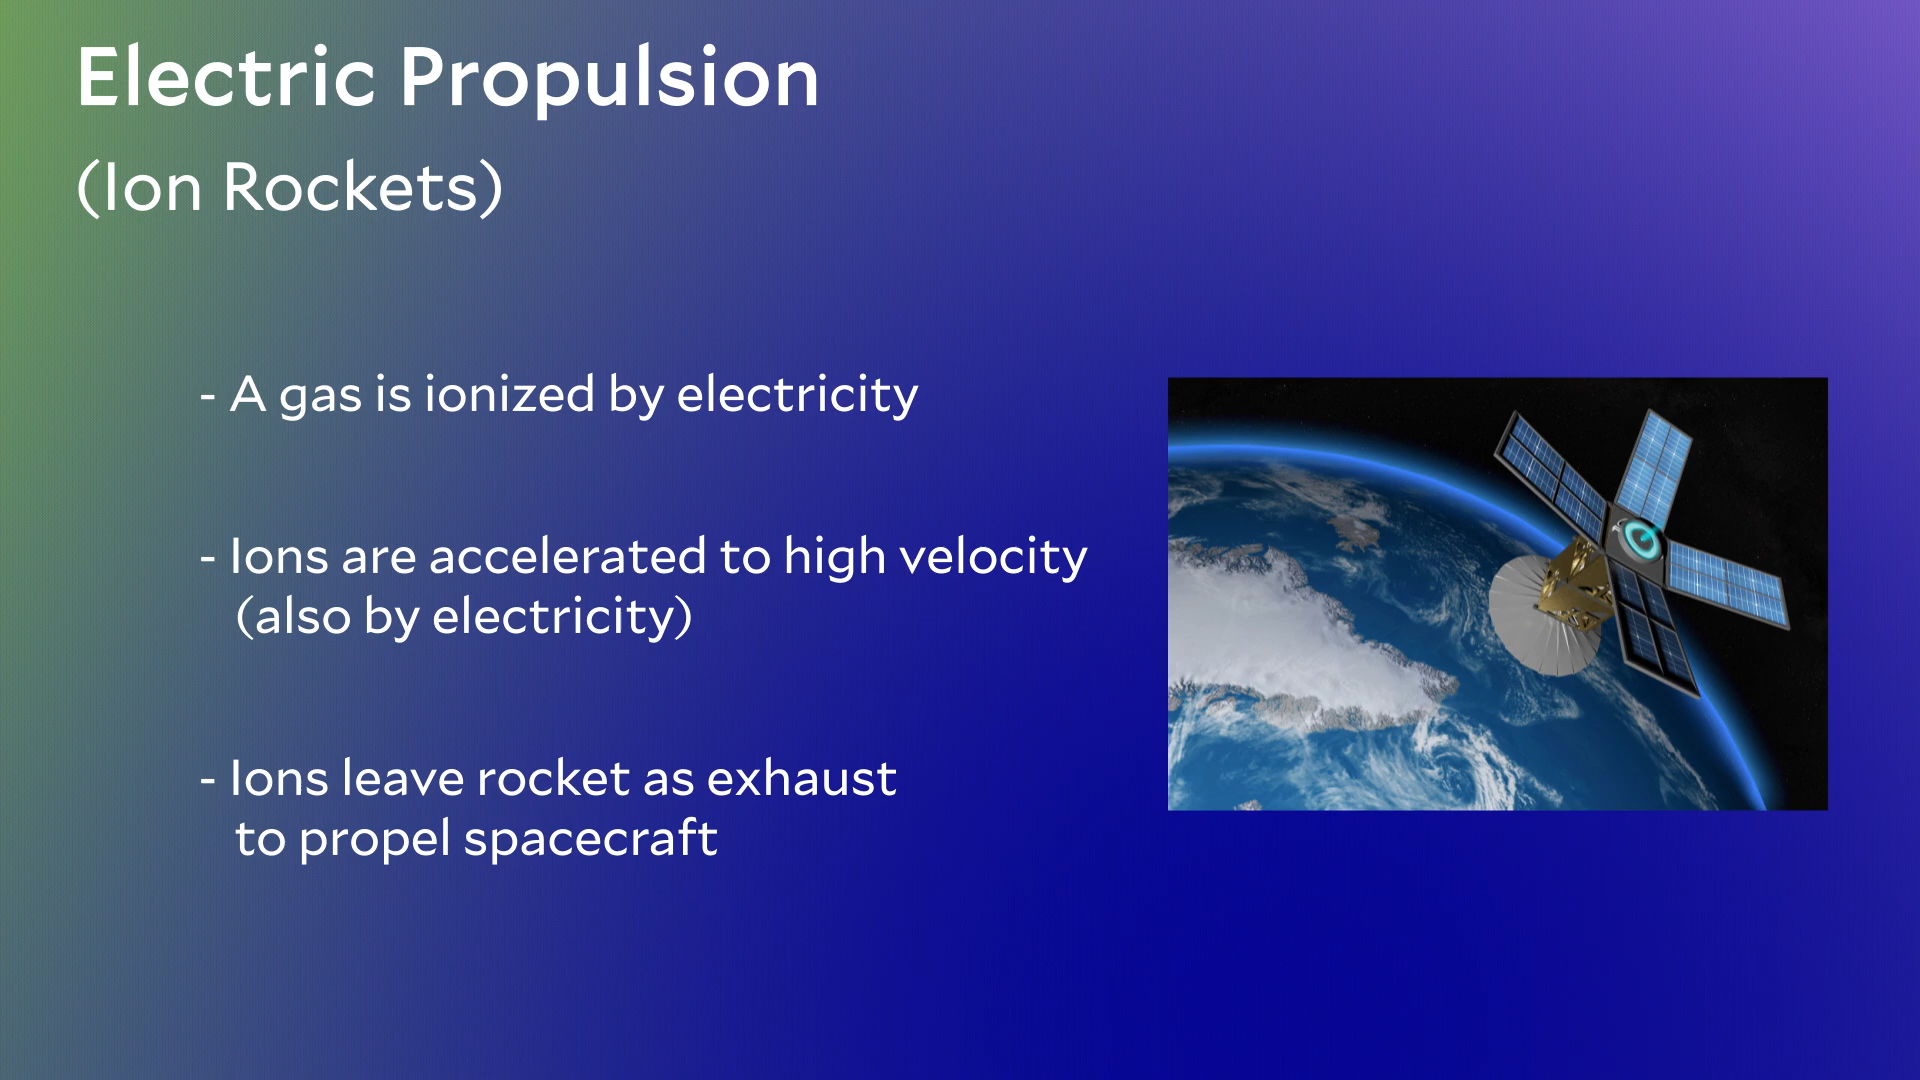 Electric Propulsion
(Ion Rockets)
- A gas is ionized by electricity
- Ions are accelerated to high velocity
(also by electricity)
- Ions leave rocket as exhaust
to propel spacecraft